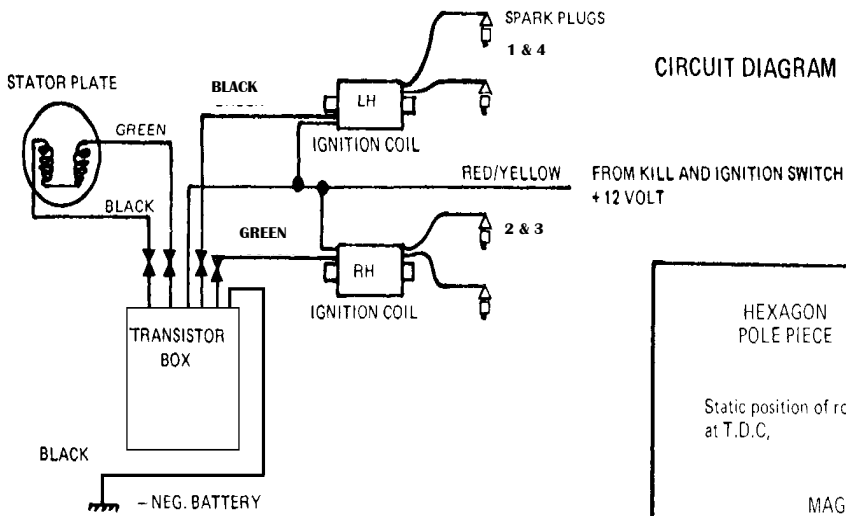 SPARK PLUGS
1 & 4
CIRCUIT DIAGRAM
STATOR PLATE
BLACK
LH
GREEN
IGNITION COIL
RED/YELLOW
FROM KILL AND IGNITION SWITCH
+ 12 VOLT
BLACK
GREEN
2 & 3
RH
IGNITION COIL
TRANSISTOR
BOX
HEXAGON
POLE PIECE
Static position of ro
at T.D.C,
BLACK
– NEG. BATTERY
MAG